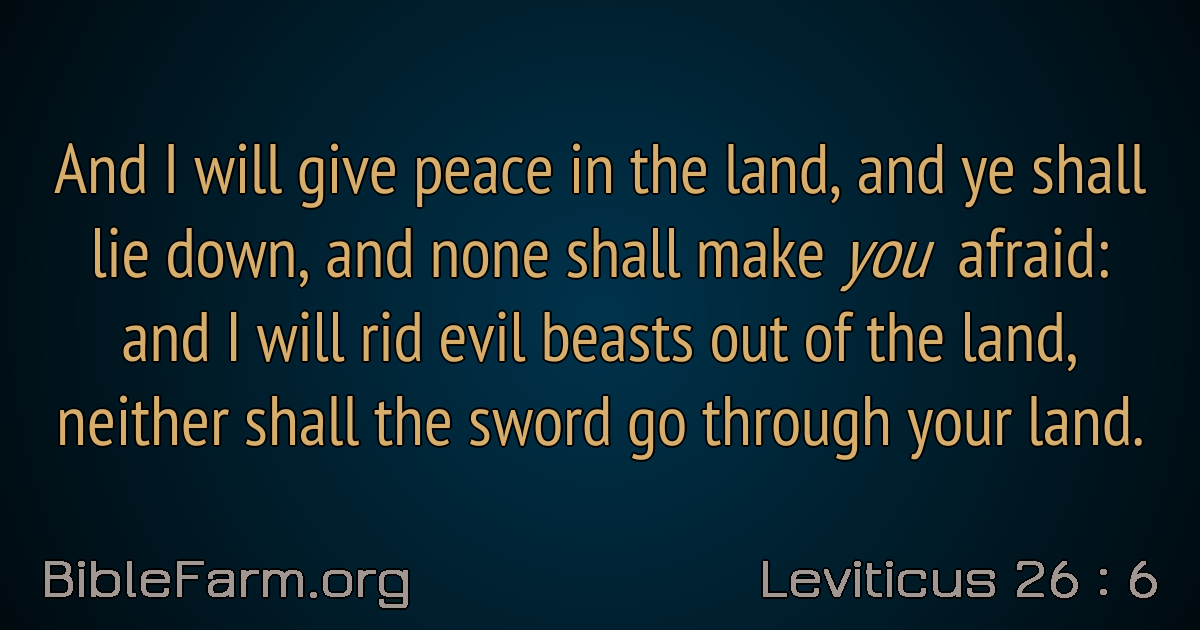 And I will give peace in the land, and ye shall
lie down, and none shall make you afraid:
and I will rid evil beasts out of the land,
neither shall the sword go through your land.
BibleFarm.org
Leviticus 26 : 6